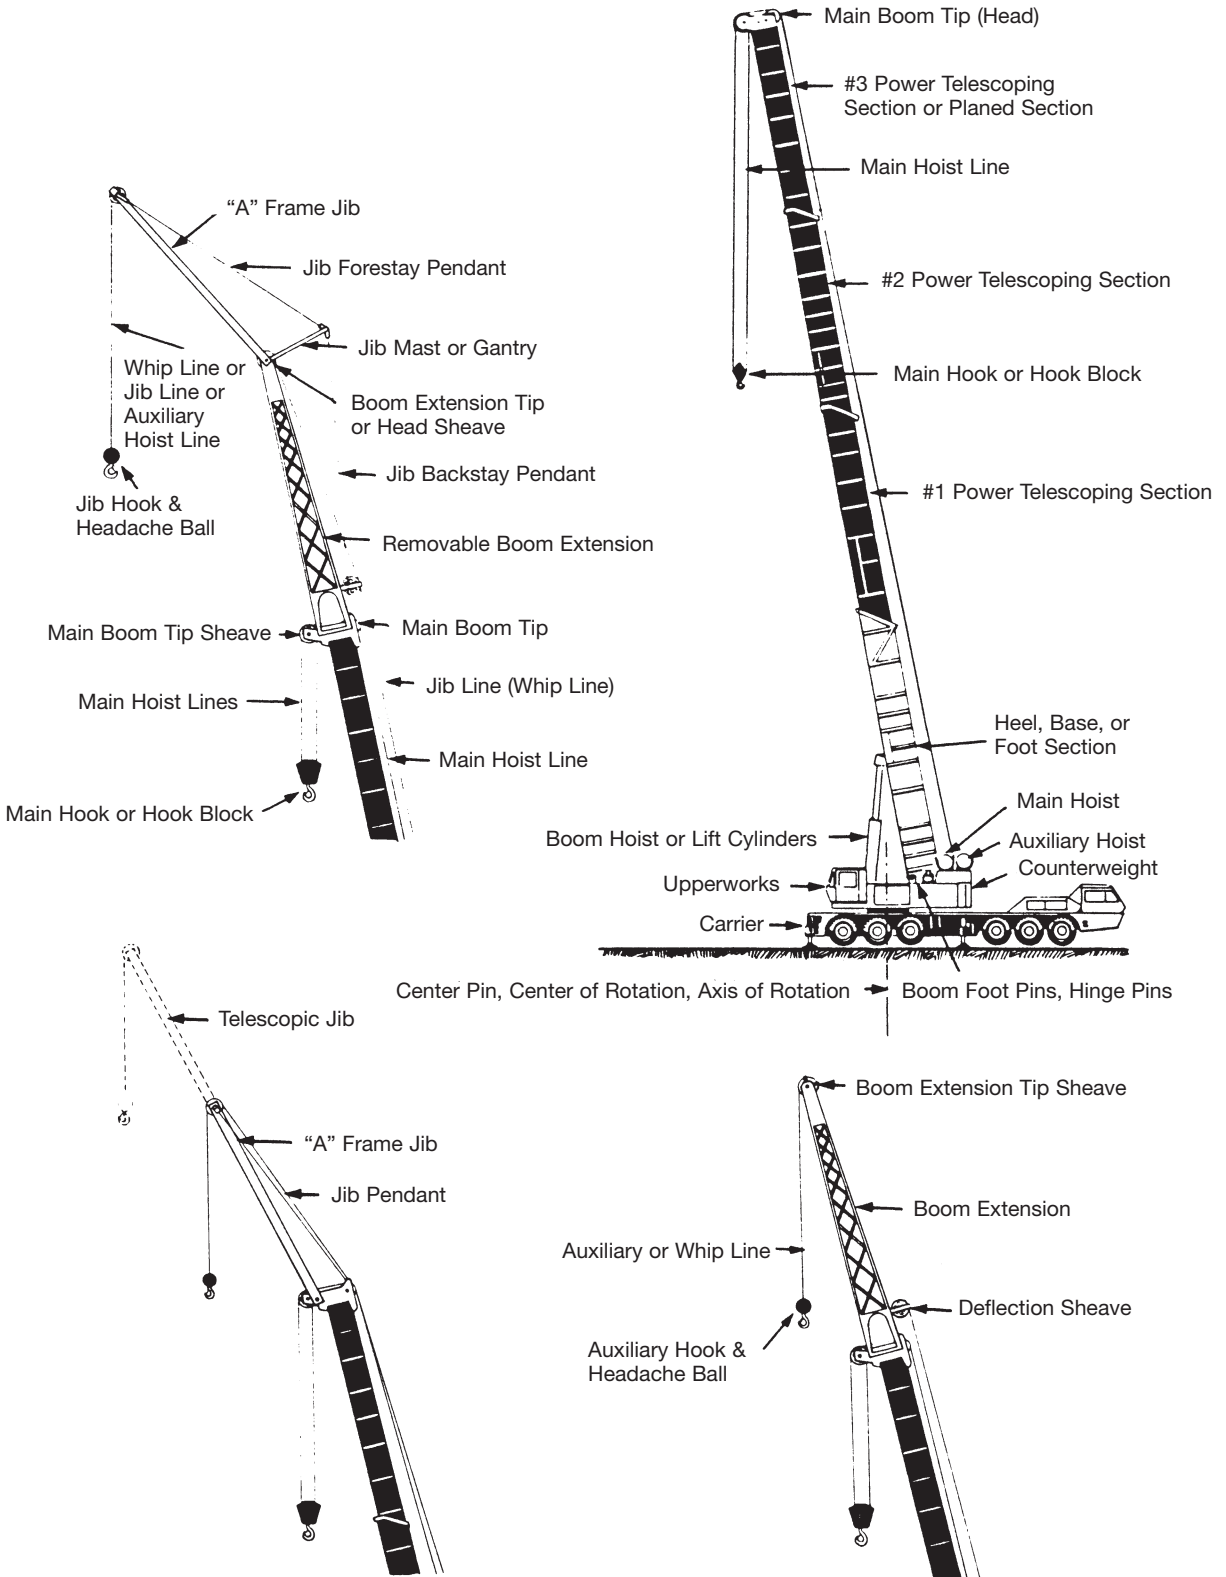 Main Boom Tip (Head)
#3 Power Telescoping
Section or Planed Section
Main Hoist Line
#2 Power Telescoping Section
Main Hook or Hook Block
#1 Power Telescoping Section
Heel, Base, or
Foot Section
Main Hoist
Boom Hoist or Lift Cylinders
Auxiliary Hoist
Counterweight
Upperworks
Carrier
Center Pin, Center of Rotation, Axis of Rotation
Boom Foot Pins, Hinge Pins
“A” Frame Jib
Jib Forestay Pendant
Jib Mast or Gantry
Whip Line or
Jib Line or
Auxiliary
Hoist Line
Boom Extension Tip
or Head Sheave
Jib Backstay Pendant
Jib Hook &
Headache Ball
Removable Boom Extension
Main Boom Tip Sheave
Main Boom Tip
Jib Line (Whip Line)
Main Hoist Lines
Main Hoist Line
Main Hook or Hook Block
Telescopic Jib
“A” Frame Jib
Jib Pendant
Boom Extension Tip Sheave
Boom Extension
Auxiliary or Whip Line
Deflection Sheave
Auxiliary Hook &
Headache Ball